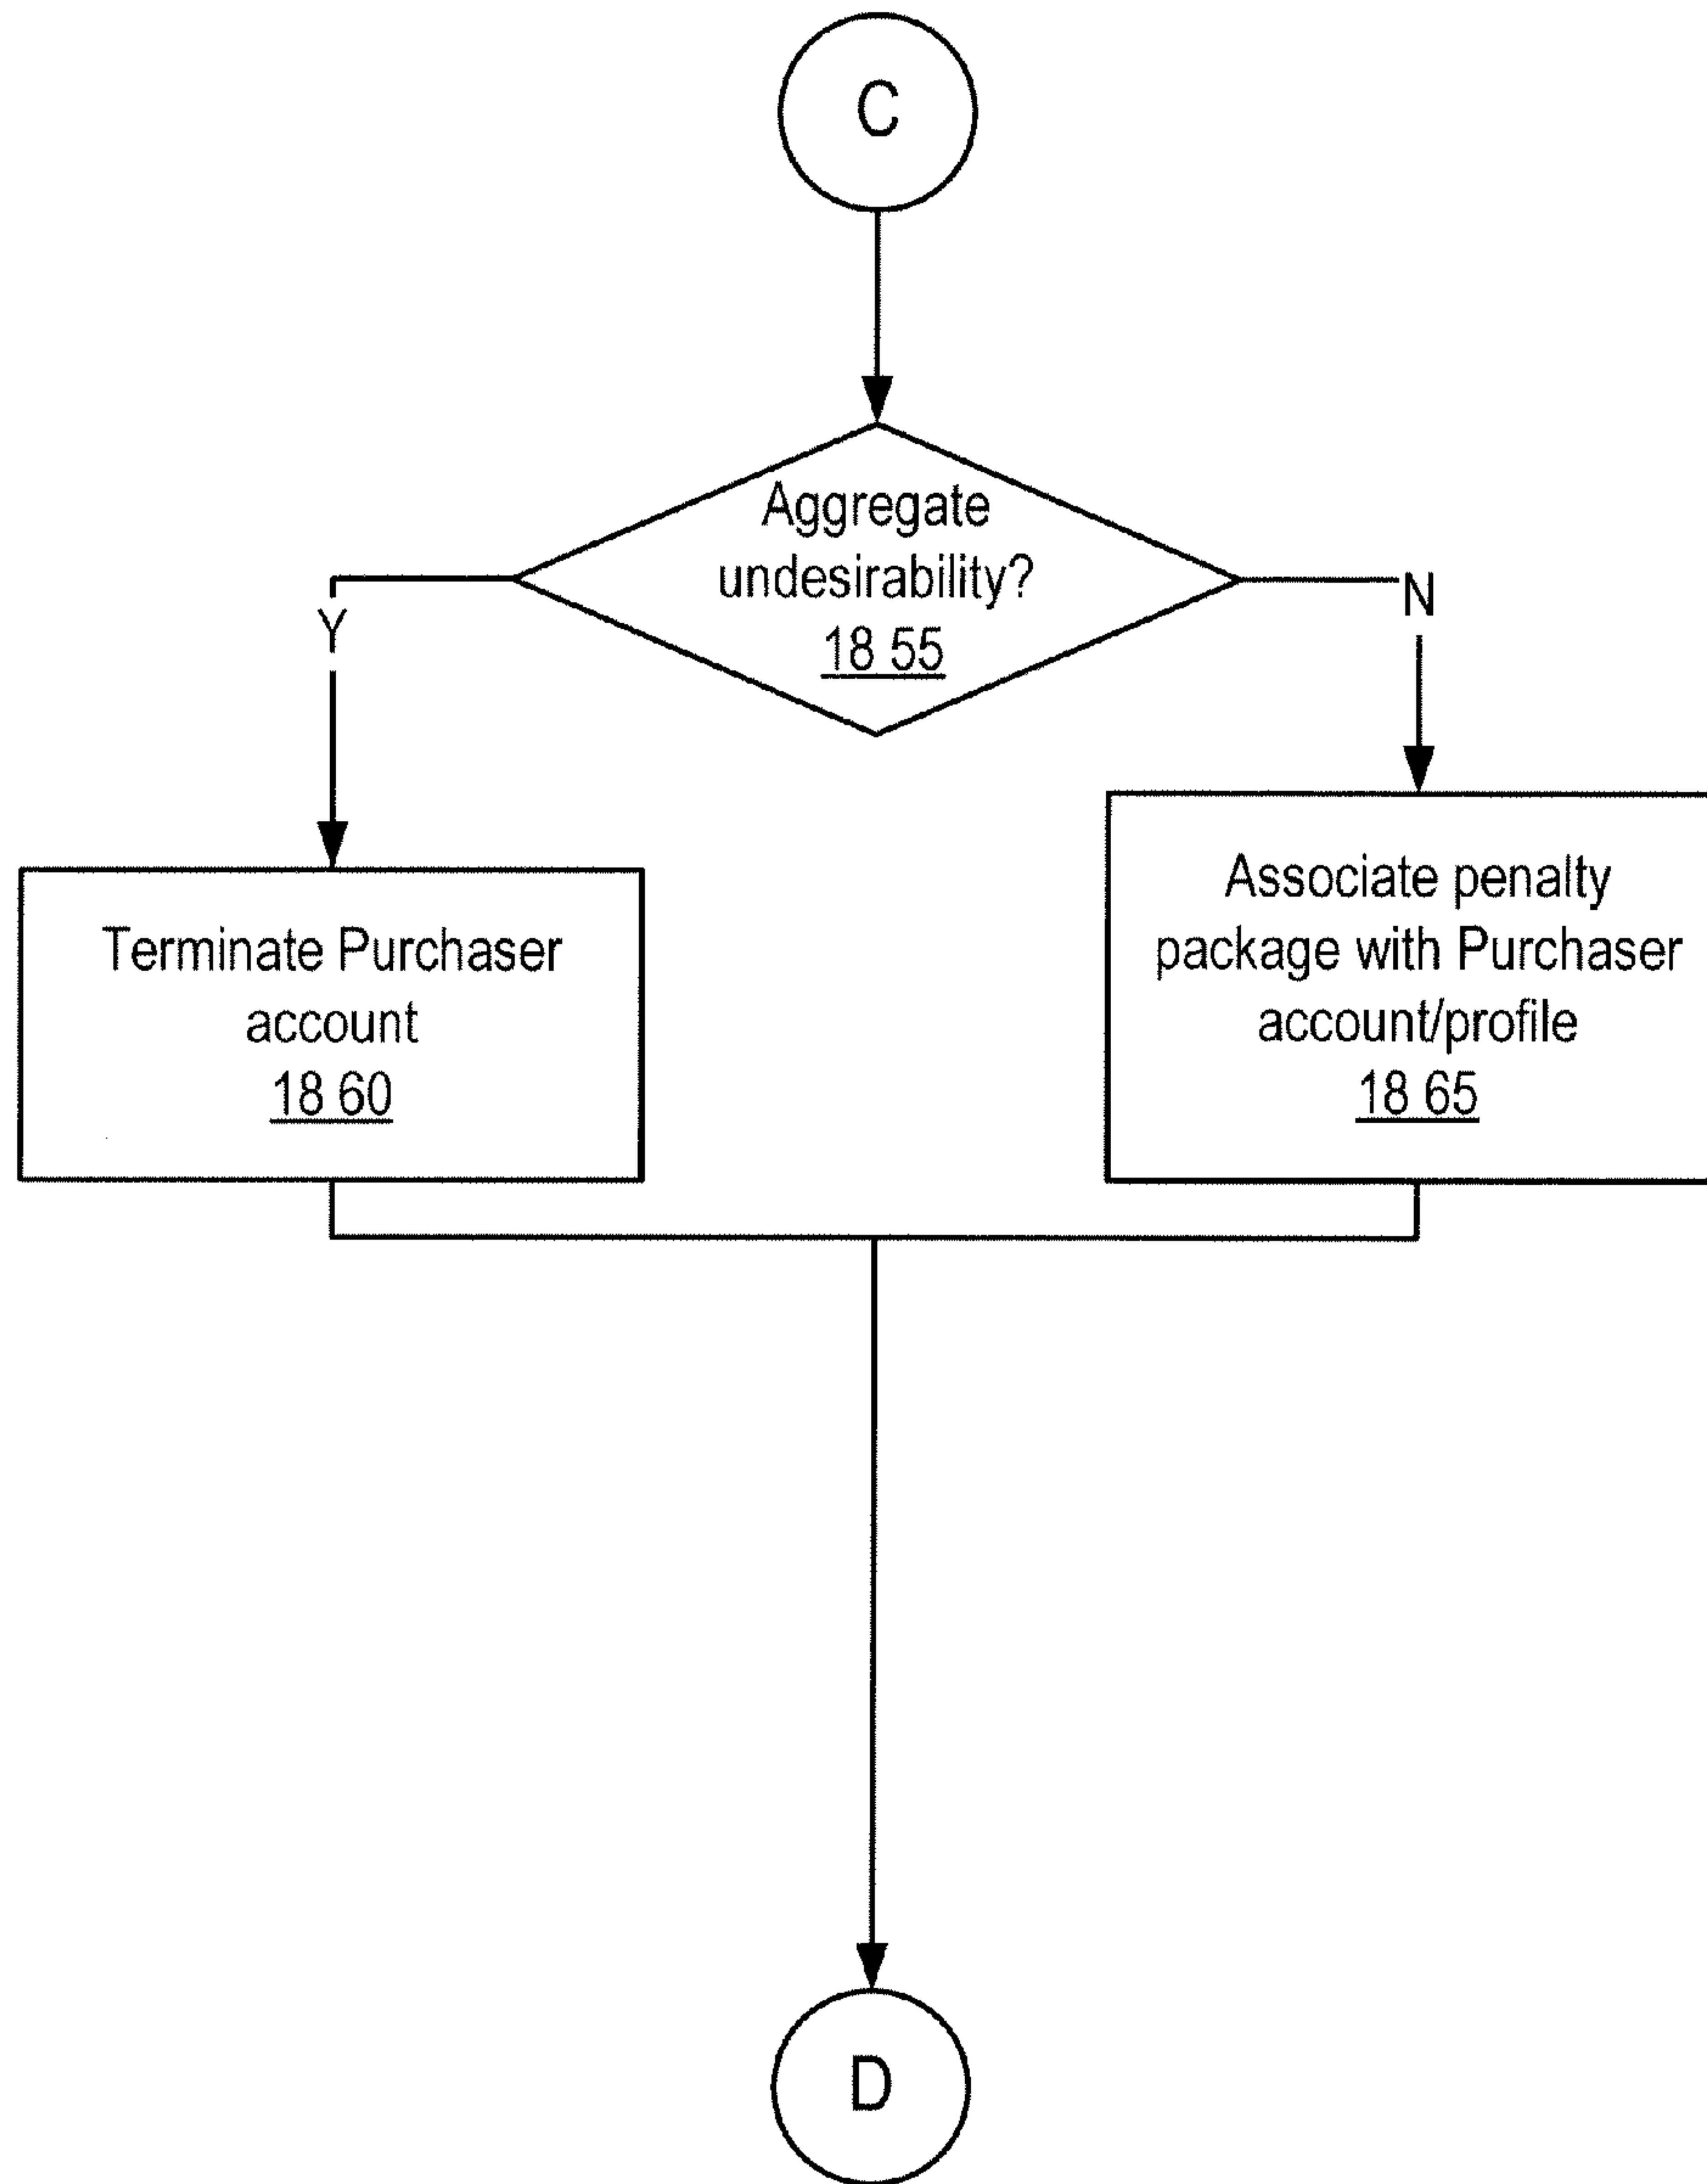 C
Aggregate
undesirability?
18 55
Y
N
Terminate Purchaser
account
18 60
Associate penalty
package with Purchaser
account/profile
18 65
D